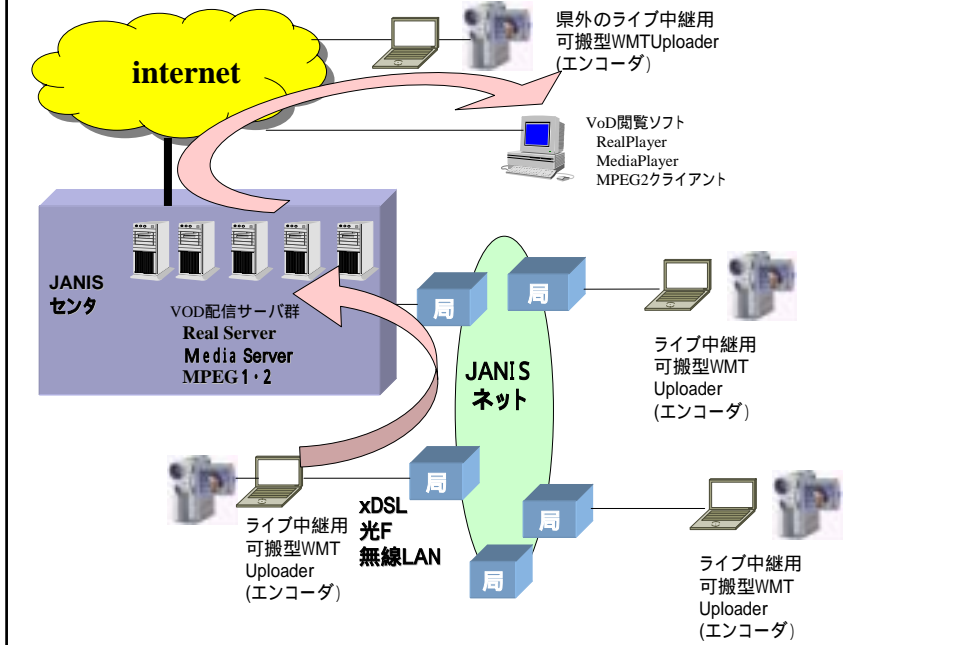 internet
県外のライブ中継用
可搬型WMTUploader
(エンコーダ)
VoD閲覧ソフト
RealPlayer
MediaPlayer
MPEG2クライアント
JANIS
センタ
VOD配信サーバ群
Real Server
Media Server
MPEG1・2
局
局
JANIS
ネット
ライブ中継用
可搬型WMT
Uploader
(エンコーダ)
局
xDSL
光F
無線LAN
ライブ中継用
可搬型WMT
Uploader
(エンコーダ)
局
局
ライブ中継用
可搬型WMT
Uploader
(エンコーダ)